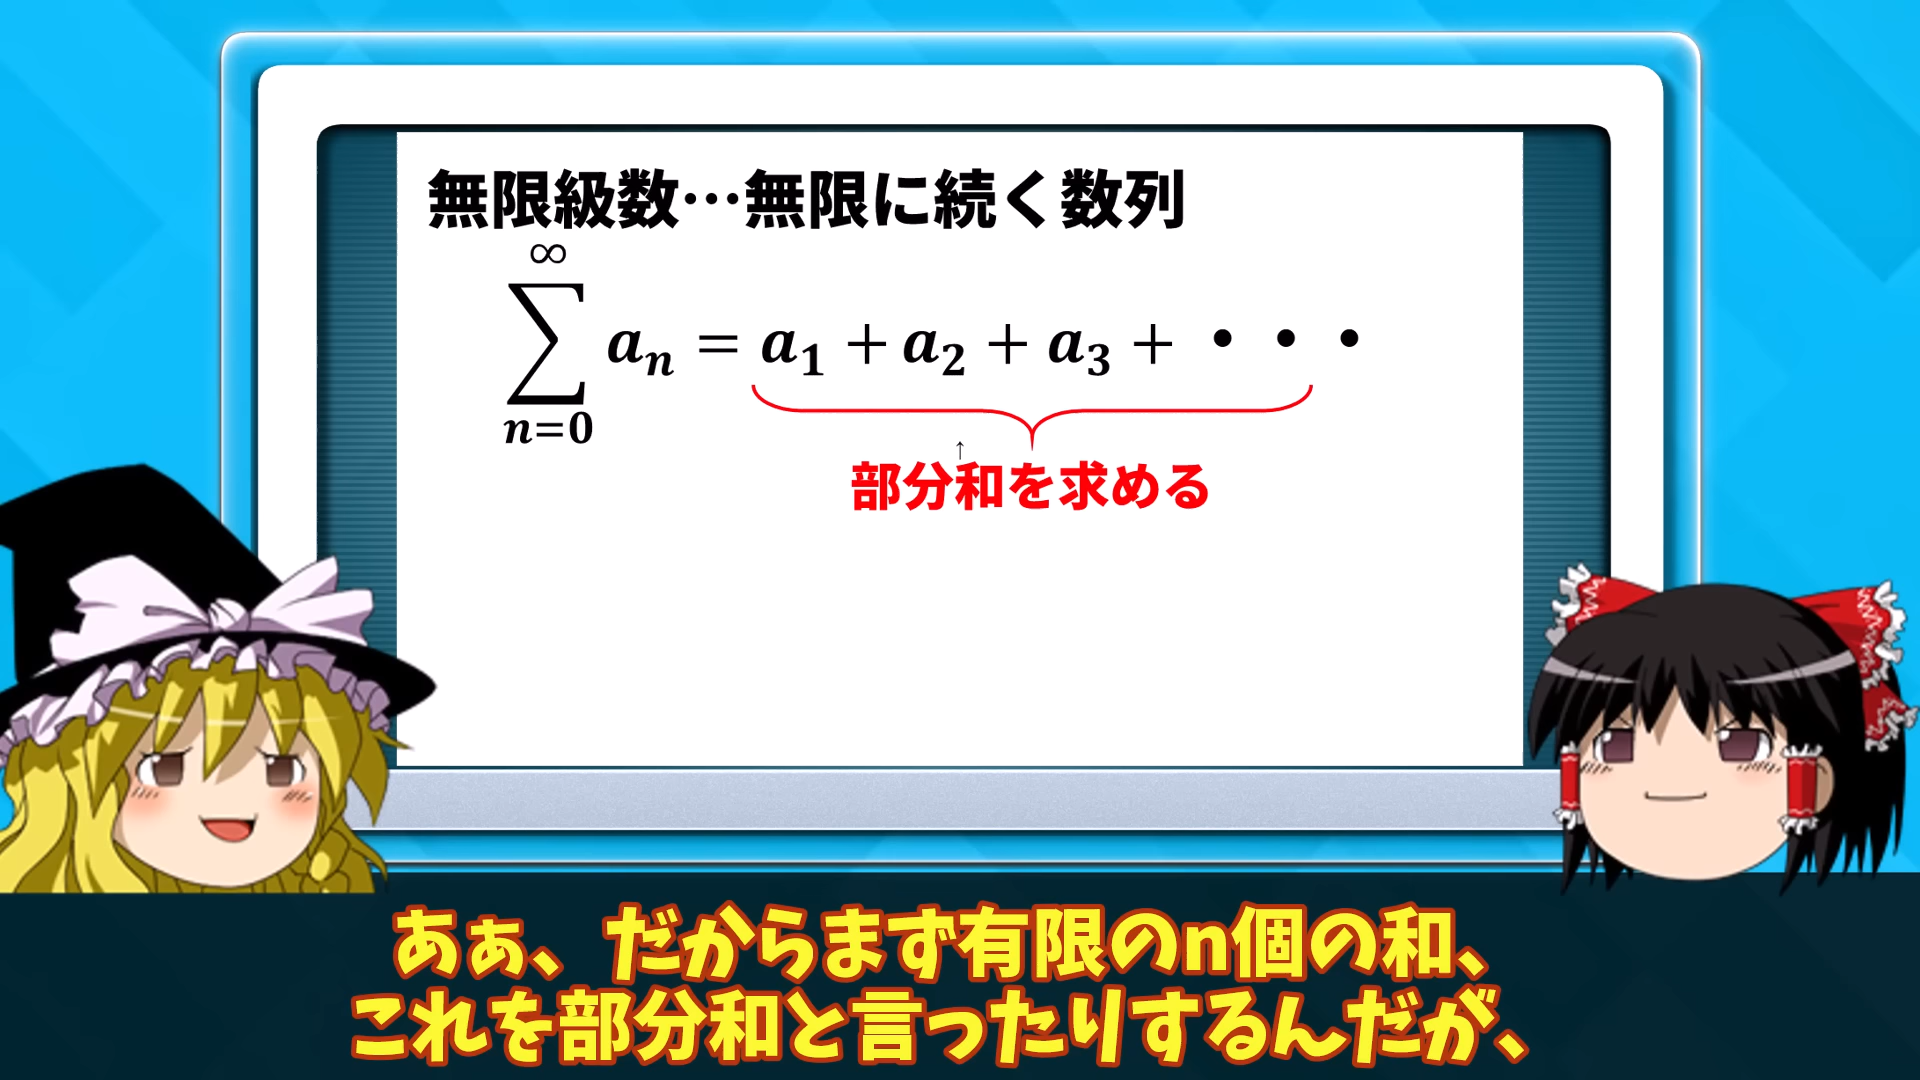 無限級数…無限に続く数列
∞
∑ aₙ = a₁ + a₂ + a₃ + ・・・
n=0
↑
部分和を求める
あぁ、だからまず有限のn個の和、
これを部分和と言ったりするんだが、